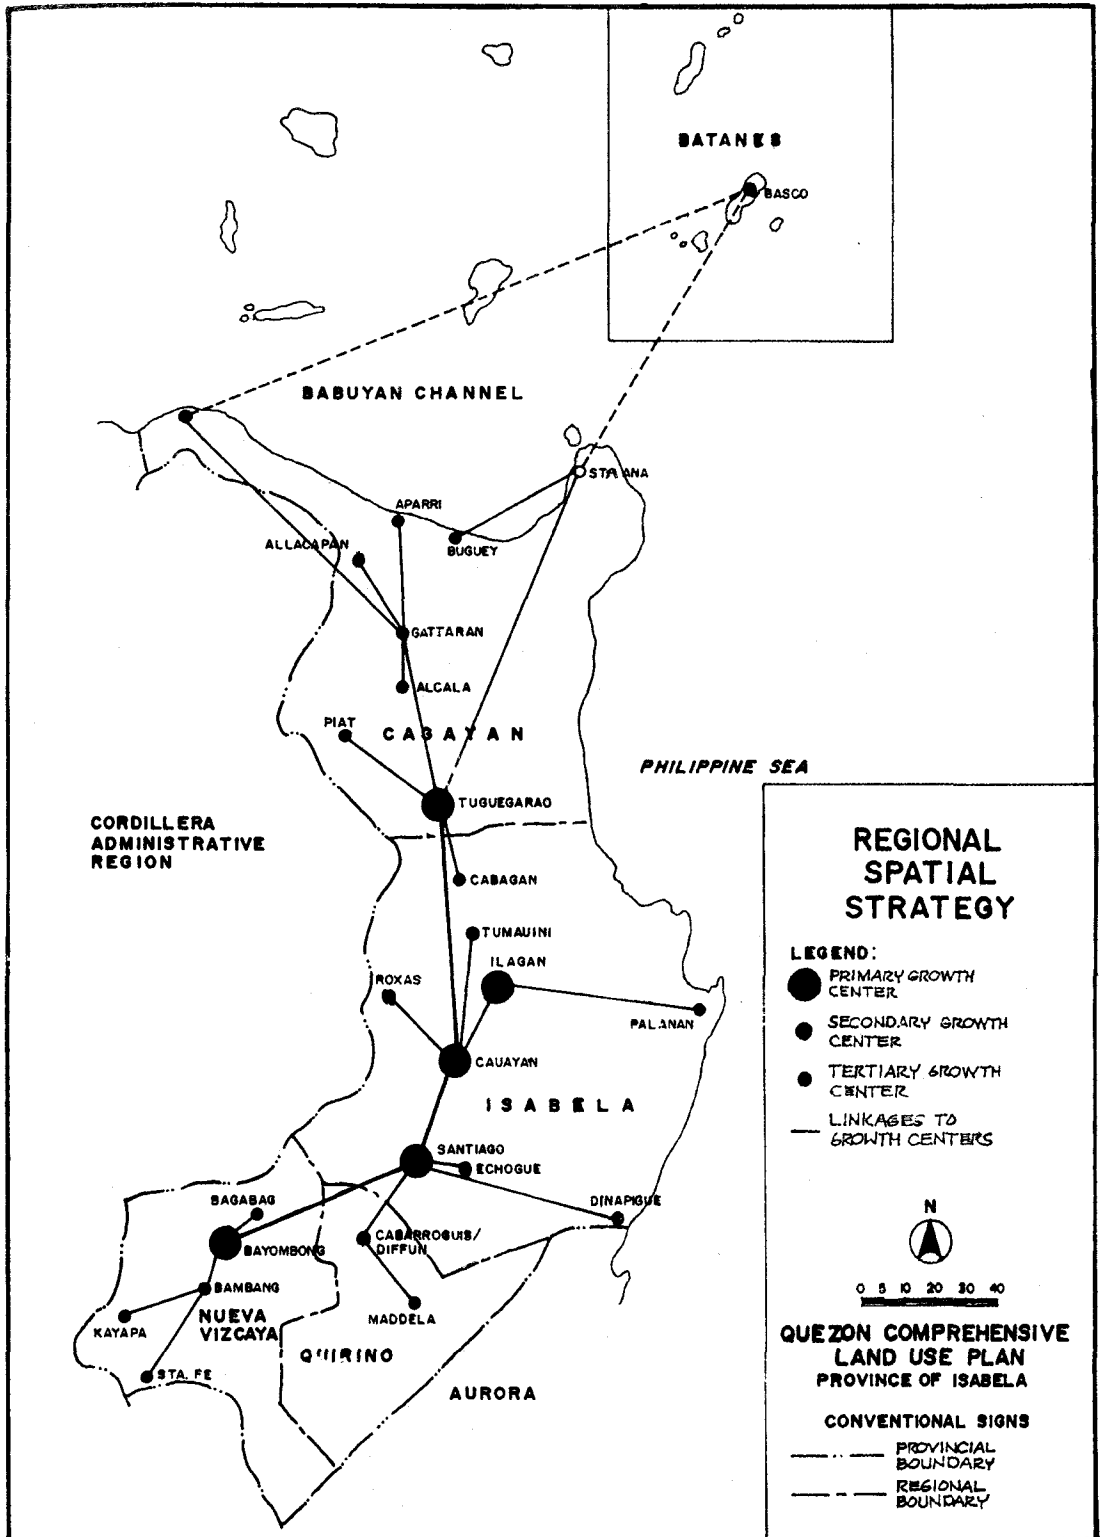 BATANES
BASCO
BABUYAN CHANNEL
STA ANA
APARRI
ALLACAPAN
BUGUEY
GATTARAN
ALCALA
PIAT
CAGAYAN
PHILIPPINE SEA
TUGUEGARAO
CORDILLERA
ADMINISTRATIVE
REGION
CABAGAN
TUMAUINI
ILAGAN
ROXAS
PALANAN
CAUAYAN
ISABELA
SANTIAGO
ECHOGUE
DINAPIGUE
BAGABAG
BAYOMBONG
CABARROGUIS/
DIFFUN
BAMBANG
KAYAPA
NUEVA
VIZCAYA
MADDELA
QUIRINO
STA. FE
AURORA
REGIONAL
SPATIAL
STRATEGY
LEGEND:
PRIMARY GROWTH
CENTER
SECONDARY GROWTH
CENTER
TERTIARY GROWTH
CENTER
LINKAGES TO
GROWTH CENTERS
N
0 5 10 20 30 40
QUEZON COMPREHENSIVE
LAND USE PLAN
PROVINCE OF ISABELA
CONVENTIONAL SIGNS
PROVINCIAL
BOUNDARY
REGIONAL
BOUNDARY